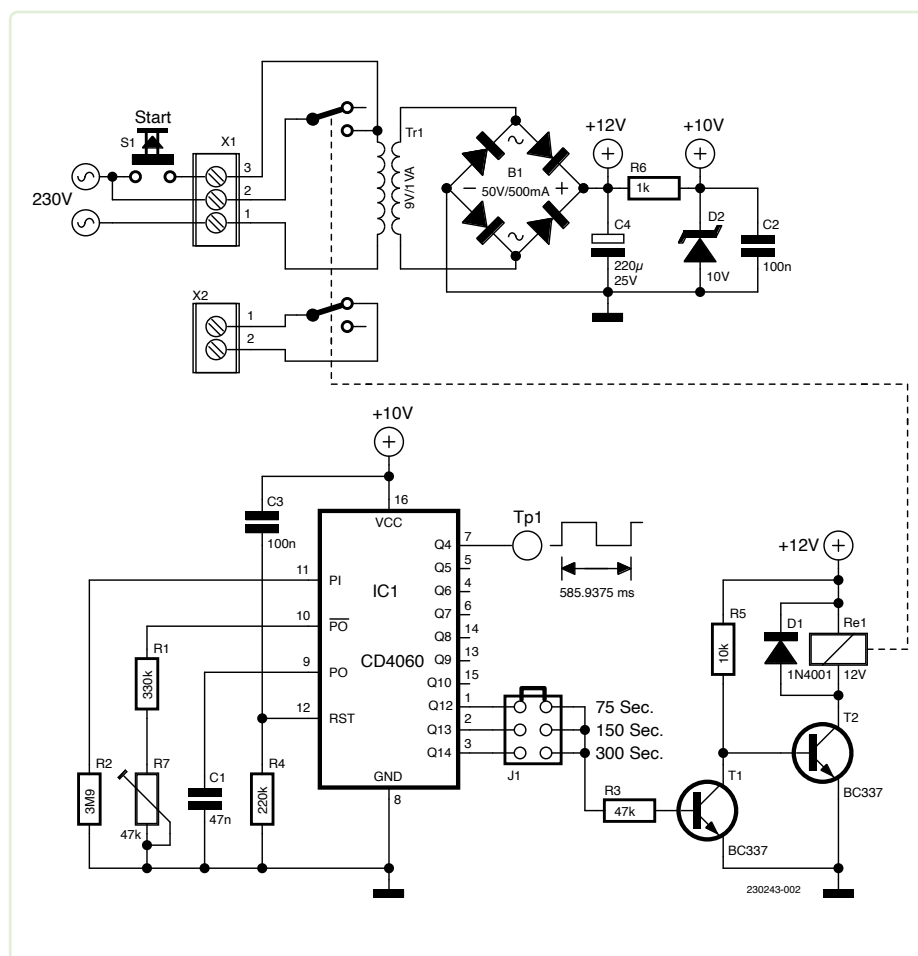 Start
S1
X1
3
2
1
230V
Tr1
9V/1VA
~
B1
50V/500mA
−
+
~
+12V
+
R6
1k
+10V
+
C4
220µ
25V
D2
10V
C2
100n
X2
1
2
+10V
+
C3
100n
16
VCC
11
PI
IC1
10
PO
9
PO
CD4060
12
RST
GND
8
Q4
7
Q5
5
Q6
4
Q7
6
Q8
14
Q9
13
Q10
15
Q12
1
Q13
2
Q14
3
Tp1
585.9375 ms
R1
330k
R2
3M9
R7
47k
C1
47n
R4
220k
J1
75 Sec.
150 Sec.
300 Sec.
R3
47k
+12V
+
R5
10k
D1
1N4001
Re1
12V
T2
BC337
T1
BC337
230243-002